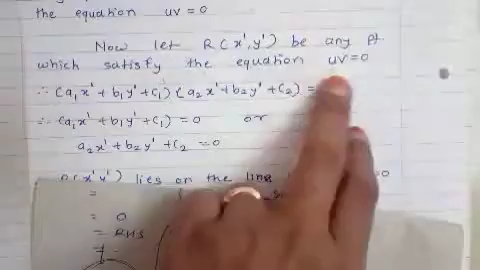 the equation uv = 0
Now let R(x', y') be any pt
which satisfy the equation uv=0
∴ (a₁x' + b₁y' + c₁) (a₂x' + b₂y' + c₂) =
∴ (a₁x' + b₁y' + c₁) = 0 or
a₂x' + b₂y' + c₂ = 0
R(x' y') lies on the line = 0
=
= 0
= RHS